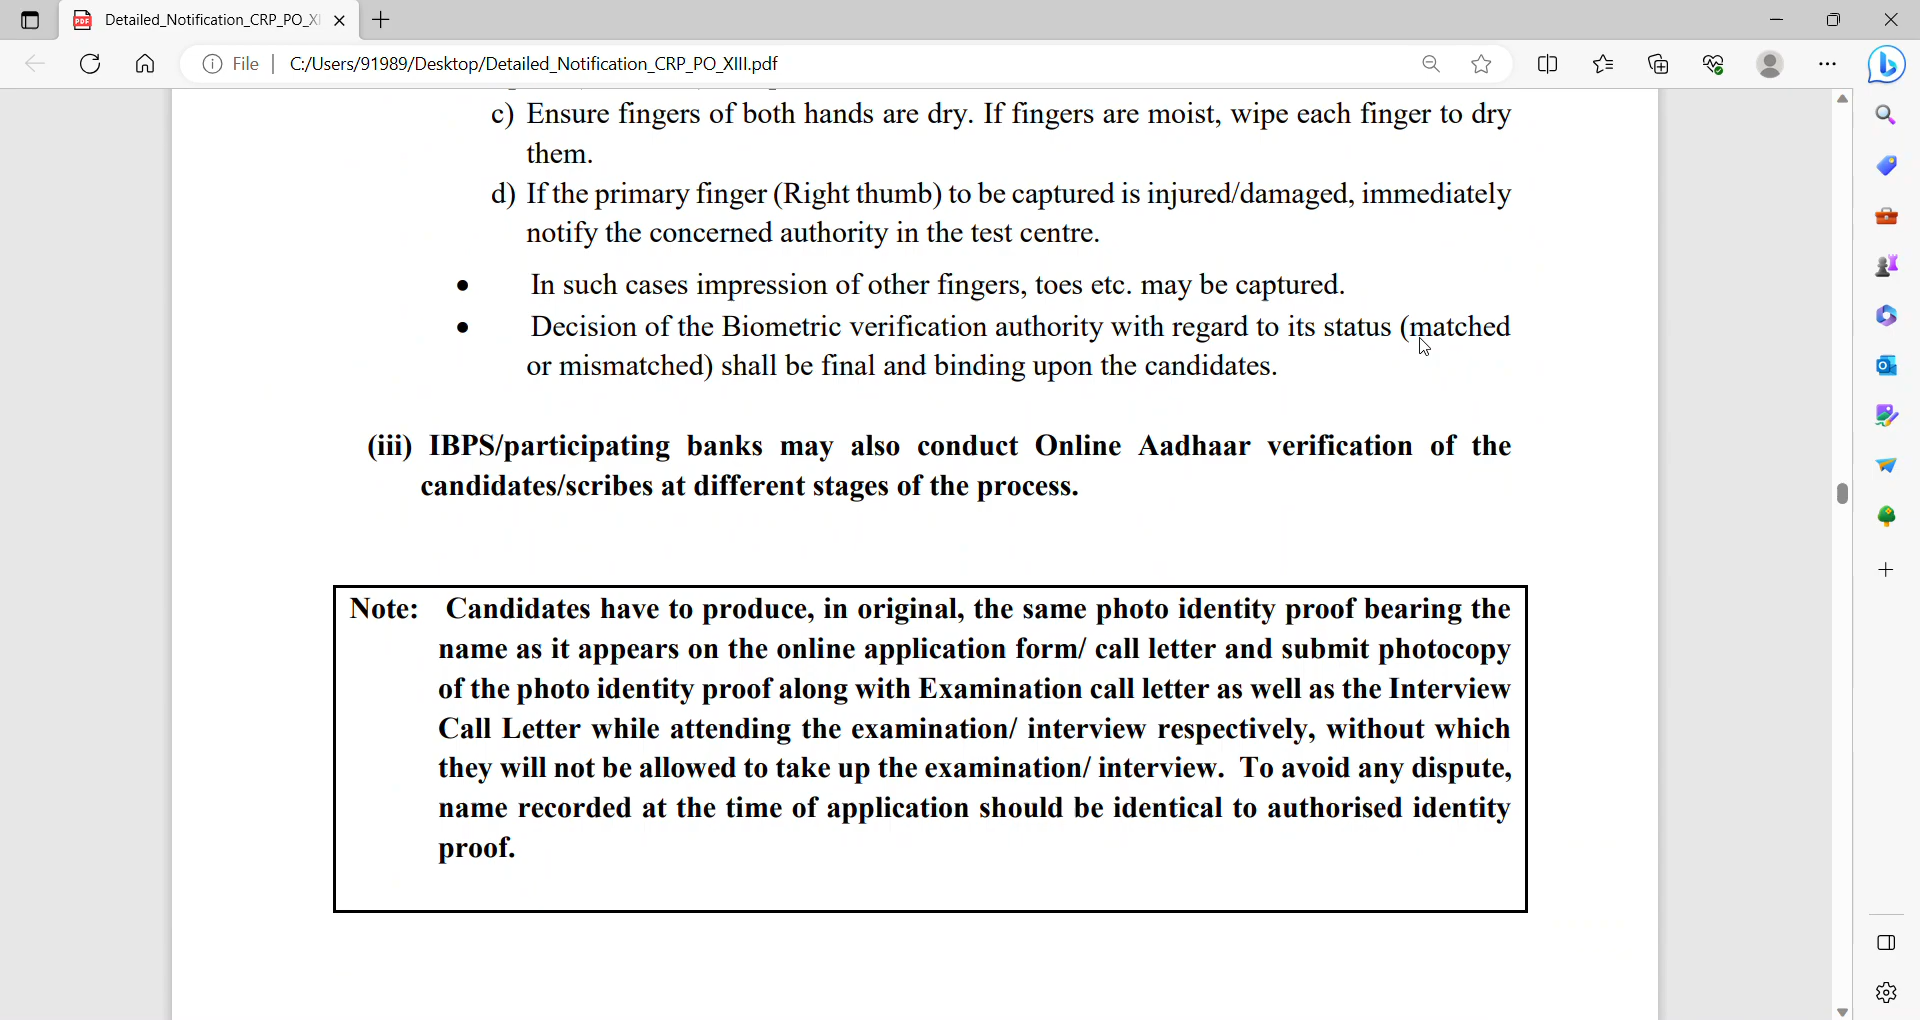 Detailed_Notification_CRP_PO_XI
File
C:/Users/91989/Desktop/Detailed_Notification_CRP_PO_XIII.pdf
c) Ensure fingers of both hands are dry. If fingers are moist, wipe each finger to dry
them.
d) If the primary finger (Right thumb) to be captured is injured/damaged, immediately
notify the concerned authority in the test centre.
• In such cases impression of other fingers, toes etc. may be captured.
• Decision of the Biometric verification authority with regard to its status (matched
or mismatched) shall be final and binding upon the candidates.
(iii) IBPS/participating banks may also conduct Online Aadhaar verification of the
candidates/scribes at different stages of the process.
Note: Candidates have to produce, in original, the same photo identity proof bearing the
name as it appears on the online application form/ call letter and submit photocopy
of the photo identity proof along with Examination call letter as well as the Interview
Call Letter while attending the examination/ interview respectively, without which
they will not be allowed to take up the examination/ interview. To avoid any dispute,
name recorded at the time of application should be identical to authorised identity
proof.